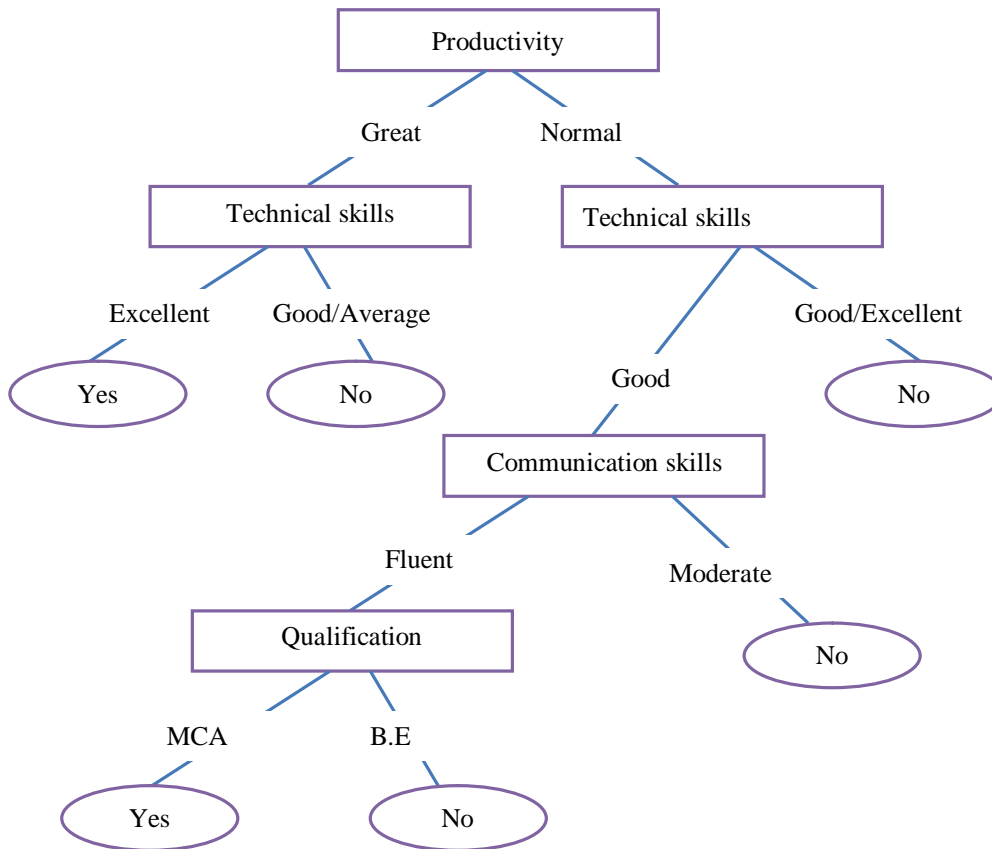 Productivity
Great
Normal
Technical skills
Technical skills
Excellent
Good/Average
Good/Excellent
Yes
No
Good
No
Communication skills
Fluent
Moderate
Qualification
No
MCA
B.E
Yes
No